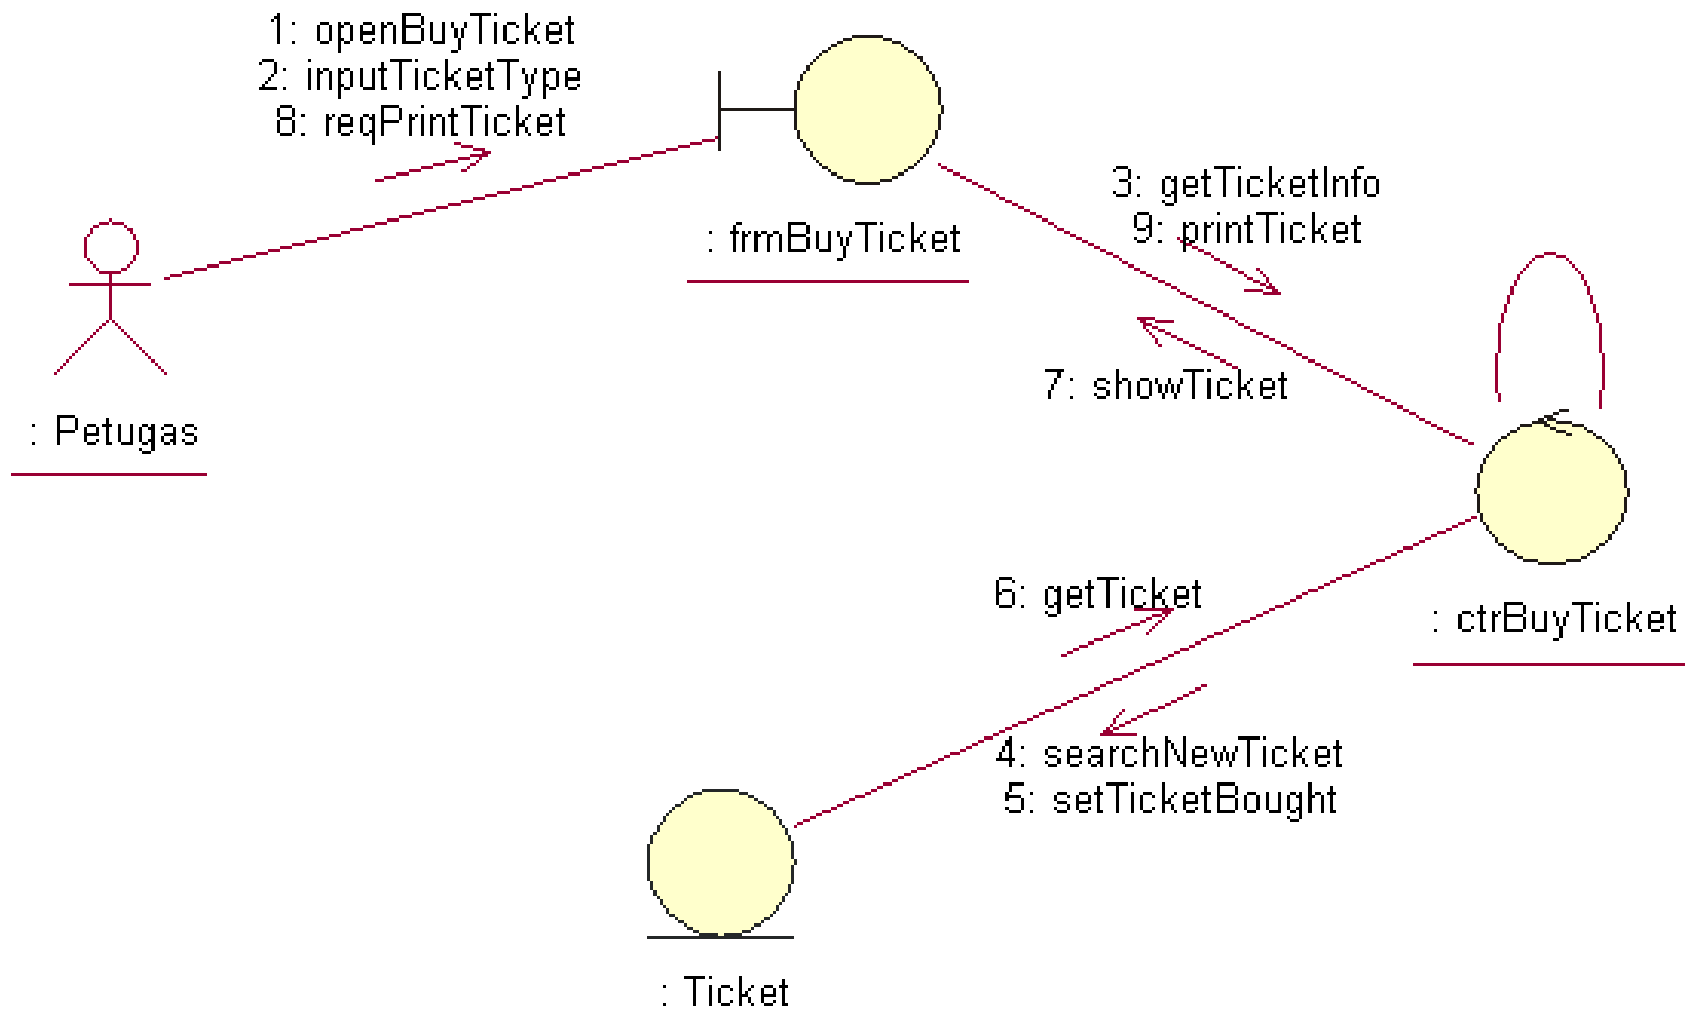 1: openBuyTicket
2: inputTicketType
8: reqPrintTicket
3: getTicketInfo
9: printTicket
: frmBuyTicket
7: showTicket
: Petugas
6: getTicket
: ctrBuyTicket
4: searchNewTicket
5: setTicketBought
: Ticket